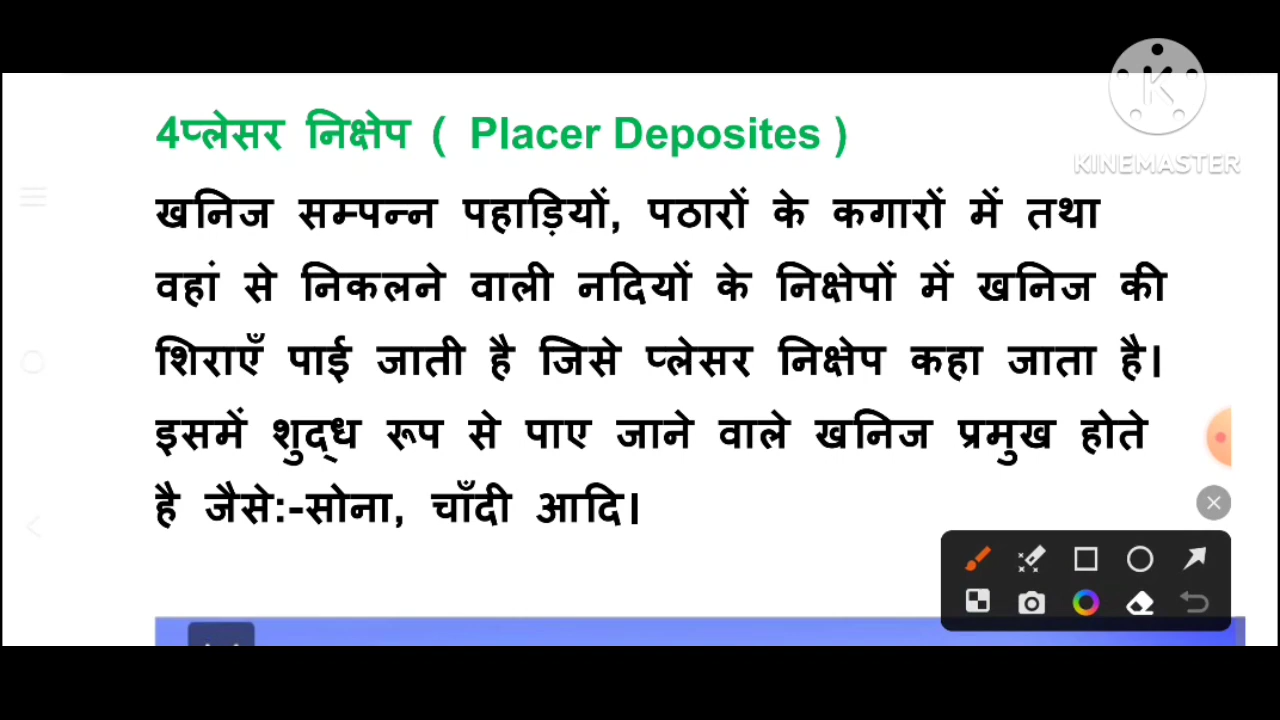 4प्लेसर निक्षेप ( Placer Deposites )
KINEMASTER
खनिज सम्पन्न पहाड़ियों, पठारों के कगारों में तथा
वहां से निकलने वाली नदियों के निक्षेपों में खनिज की
शिराएँ पाई जाती है जिसे प्लेसर निक्षेप कहा जाता है।
इसमें शुद्ध रूप से पाए जाने वाले खनिज प्रमुख होते
है जैसे:-सोना, चाँदी आदि।